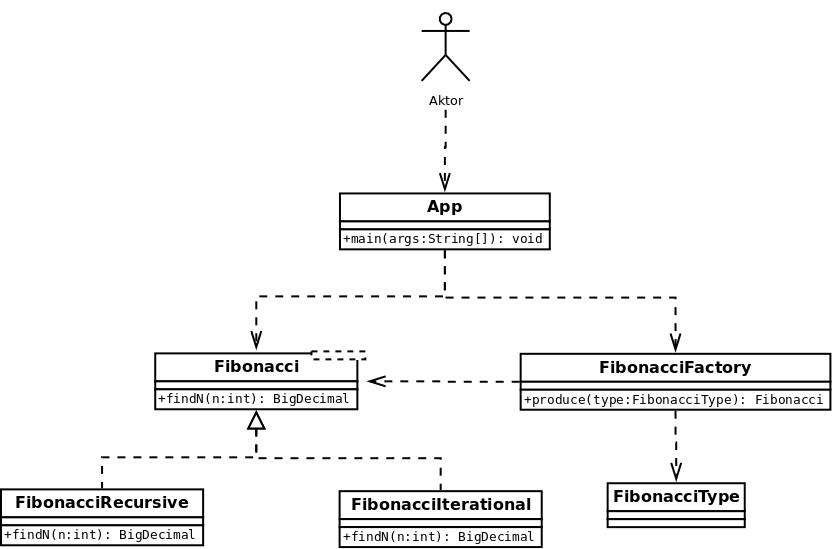 Aktor
App
+main(args:String[]): void
Fibonacci
+findN(n:int): BigDecimal
FibonacciFactory
+produce(type:FibonacciType): Fibonacci
FibonacciRecursive
+findN(n:int): BigDecimal
FibonacciIterational
+findN(n:int): BigDecimal
FibonacciType